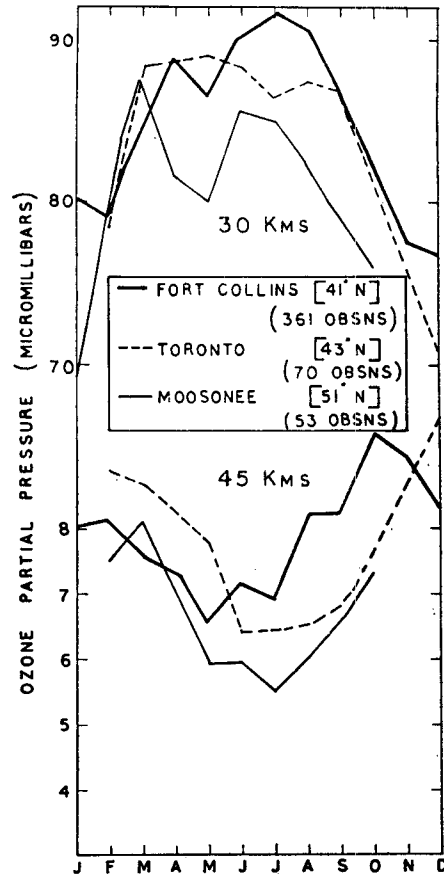 90
80
70
8
7
6
5
4
OZONE PARTIAL PRESSURE (MICROMILLIBARS)
30 KMS
FORT COLLINS [41° N]
(361 OBSNS)
TORONTO [43° N]
(70 OBSNS)
MOOSONEE [51° N]
(53 OBSNS)
45 KMS
J F M A M J J A S O N D